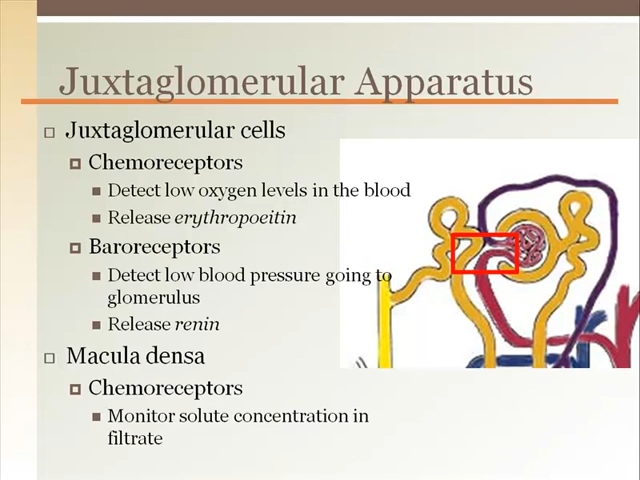 Juxtaglomerular Apparatus
Juxtaglomerular cells
Chemoreceptors
Detect low oxygen levels in the blood
Release erythropoeitin
Baroreceptors
Detect low blood pressure going to
glomerulus
Release renin
Macula densa
Chemoreceptors
Monitor solute concentration in
filtrate